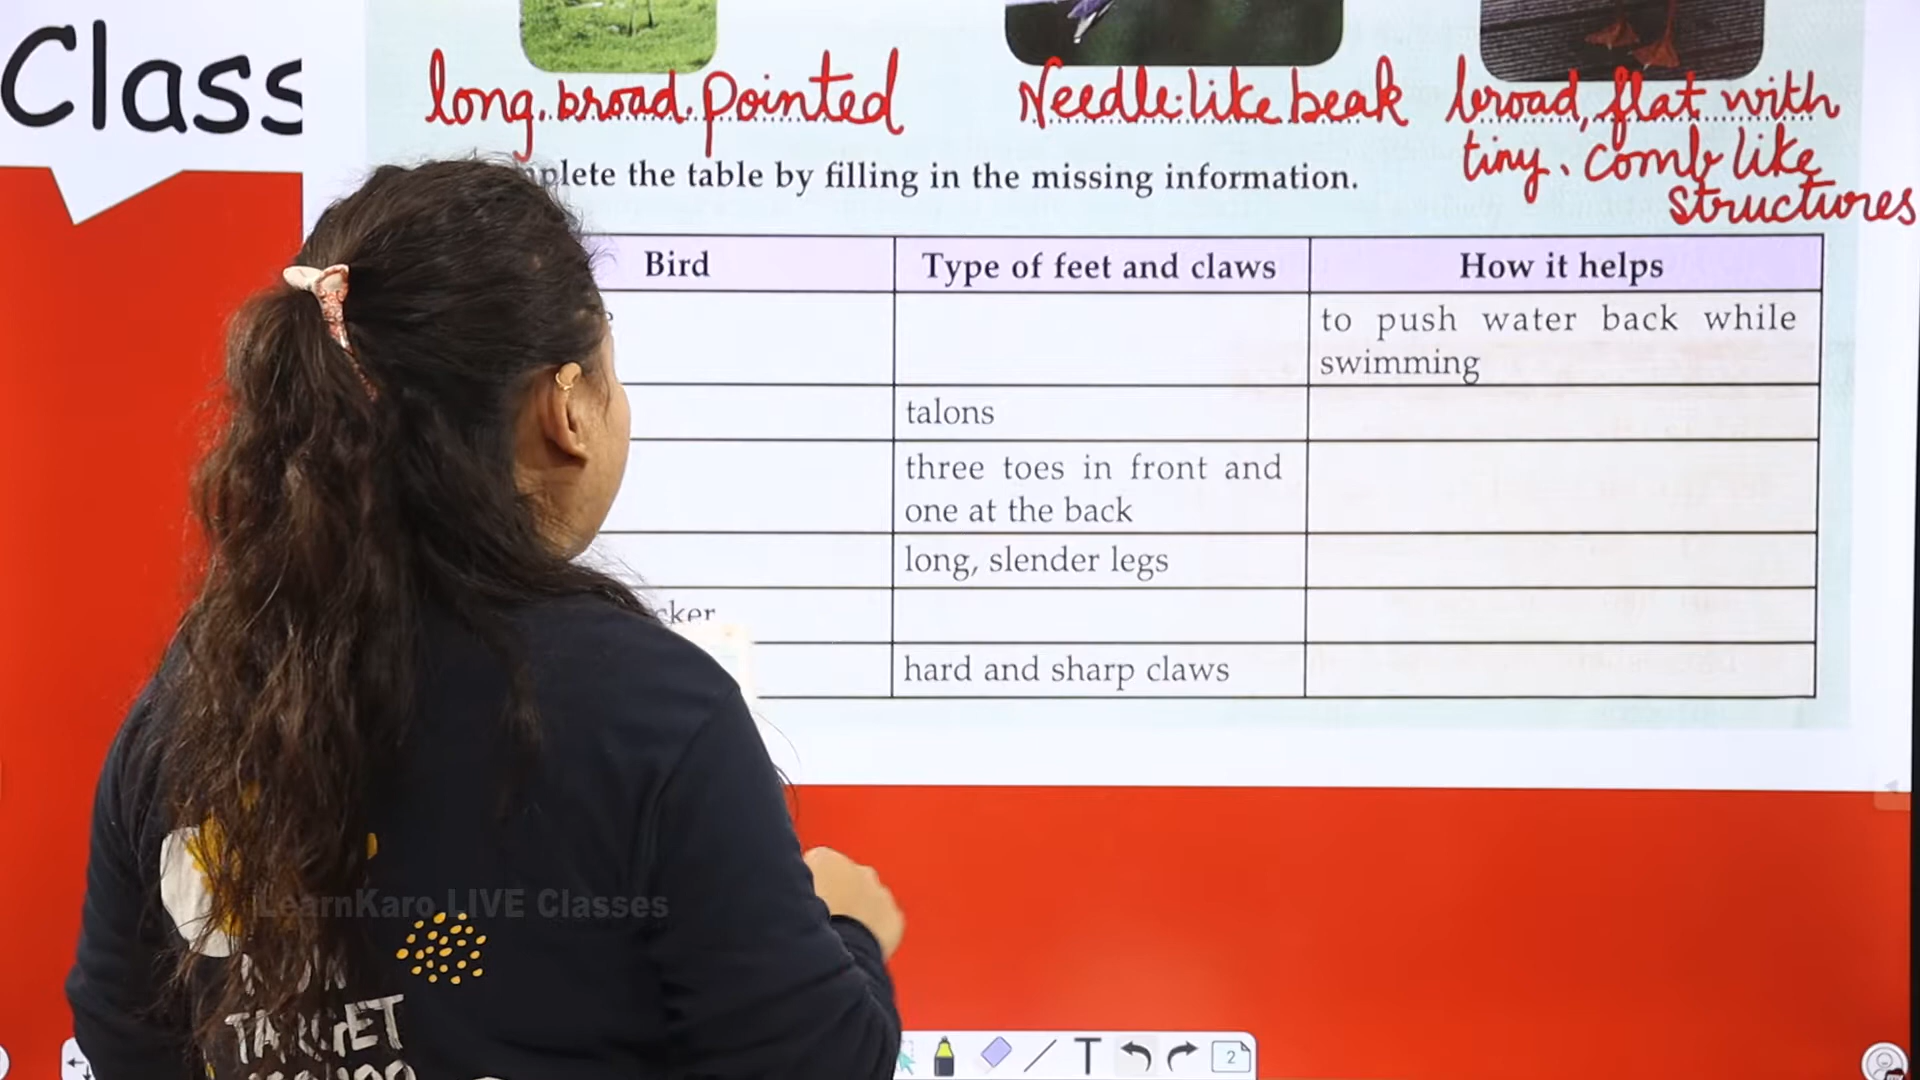 Class
long, broad, Pointed
Needle-like beak
broad, flat with
tiny, comb like
structures
plete the table by filling in the missing information.
Bird
Type of feet and claws
How it helps
to push water back while
swimming
talons
three toes in front and
one at the back
long, slender legs
cker
hard and sharp claws
LearnKaro LIVE Classes
TARGET
T
2